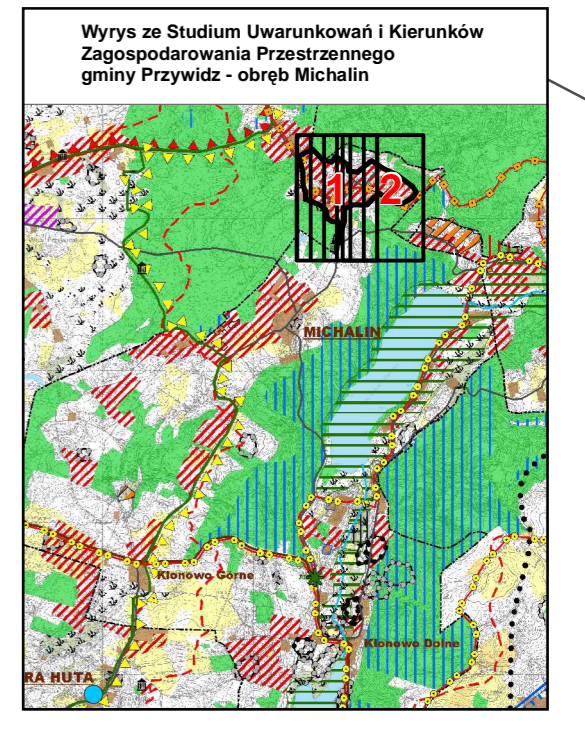 Wyrys ze Studium Uwarunkowań i Kierunków
Zagospodarowania Przestrzennego
gminy Przywidz - obręb Michalin
1 2
MICHALIN
Klonowo Górne
Klonowo Dolne
RA HUTA